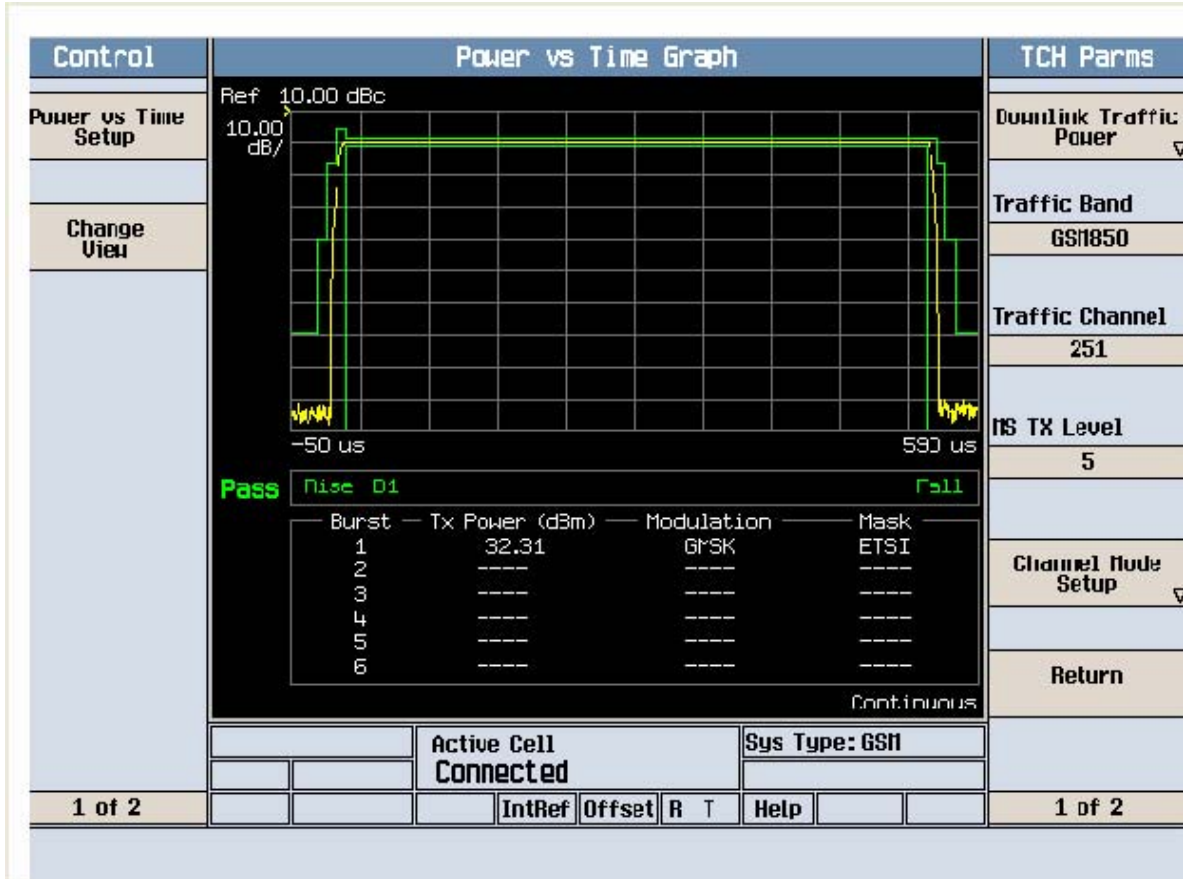 Control
Power vs Time Graph
TCH Parms
Power vs Time
Setup
Change
View
1 of 2
Ref 10.00 dBc
10.00
dB/
-50 us
590 us
Pass
Rise 01
Fall
Burst Tx Power (dBm) Modulation Mask
1 32.31 GMSK ETSI
2 ---- ---- ----
3 ---- ---- ----
4 ---- ---- ----
5 ---- ---- ----
6 ---- ---- ----
Continuous
Active Cell
Connected
Sys Type: GSM
IntRef
Offset
R T
Help
Downlink Traffic
Power
Traffic Band
GSM850
Traffic Channel
251
MS TX Level
5
Channel Mode
Setup
Return
1 of 2